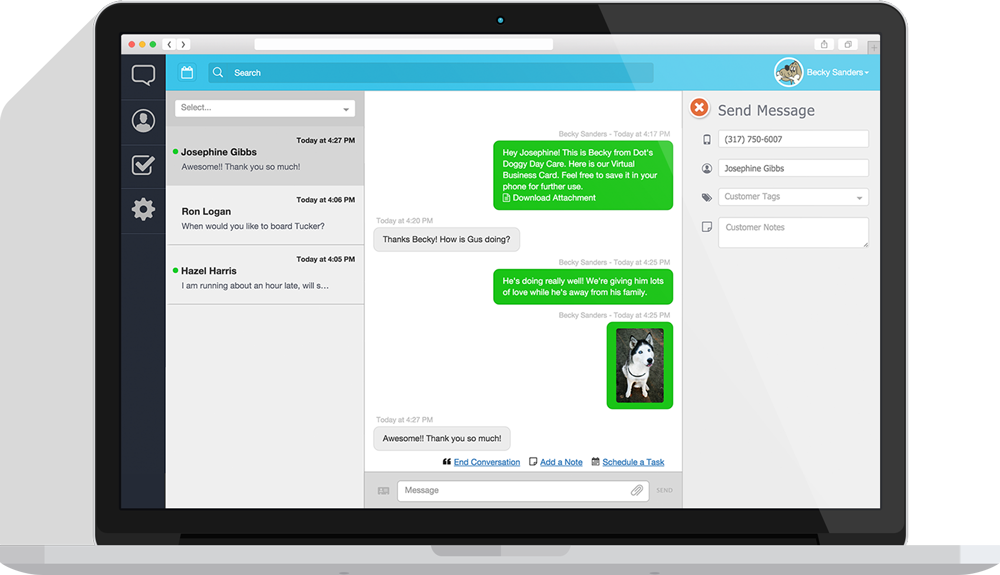 Search
Becky Sanders
Select...
Today at 4:27 PM
Josephine Gibbs
Awesome!! Thank you so much!
Today at 4:06 PM
Ron Logan
When would you like to board Tucker?
Today at 4:05 PM
Hazel Harris
I am running about an hour late, will s...
Becky Sanders - Today at 4:17 PM
Hey Josephine! This is Becky from Dot's
Doggy Day Care. Here is our Virtual
Business Card. Feel free to save it in your
phone for further use.
Download Attachment
Today at 4:20 PM
Thanks Becky! How is Gus doing?
Becky Sanders - Today at 4:25 PM
He's doing really well! We're giving him lots
of love while he's away from his family.
Becky Sanders - Today at 4:25 PM
Today at 4:27 PM
Awesome!! Thank you so much!
End Conversation Add a Note Schedule a Task
Message
SEND
Send Message
(317) 750-6007
Josephine Gibbs
Customer Tags
Customer Notes